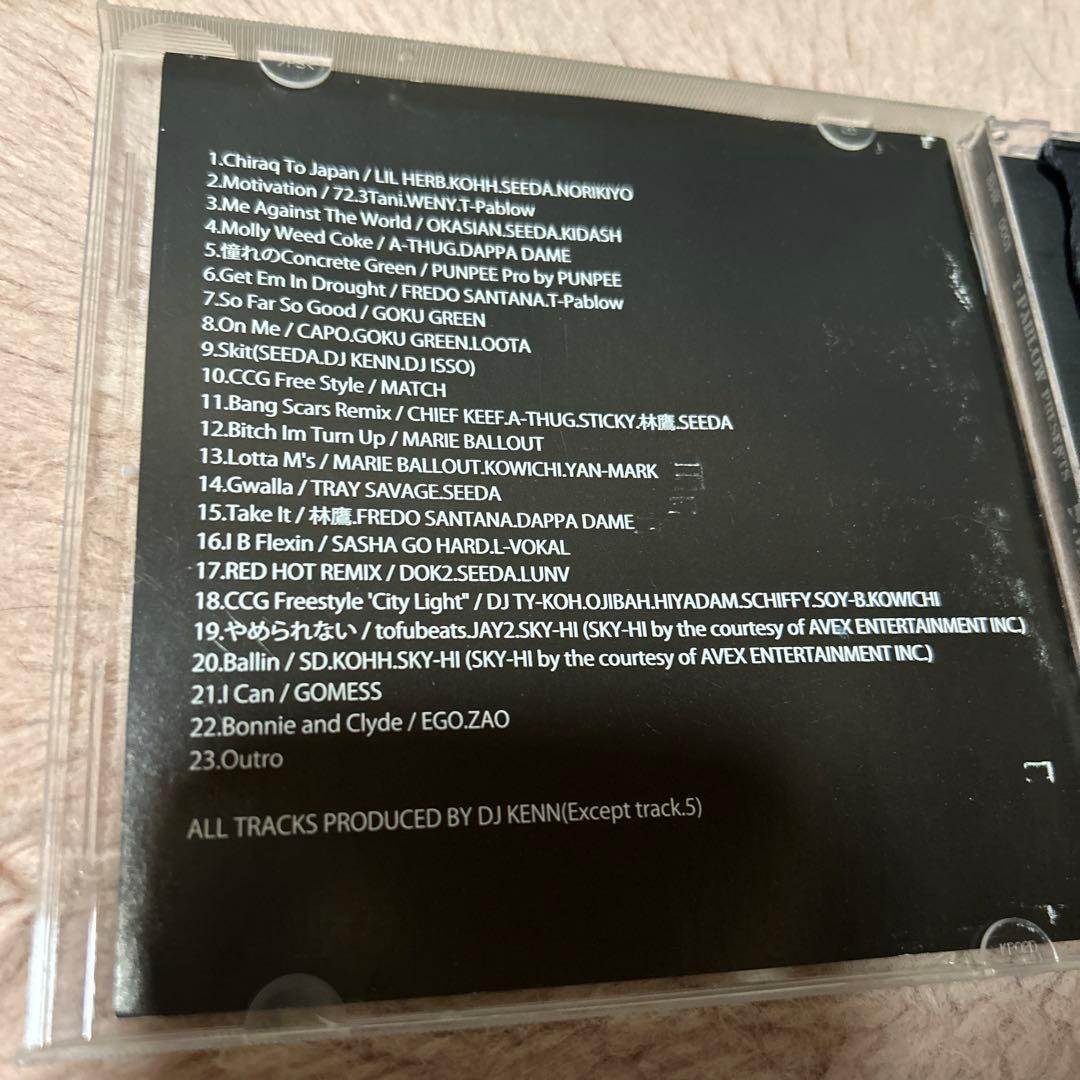 1.Chiraq To Japan / LIL HERB.KOHH.SEEDA.NORIKIYO
2.Motivation / 72.3Tani.WENY.T-Pablow
3.Me Against The World / OKASIAN.SEEDA.KIDASH
4.Molly Weed Coke / A-THUG.DAPPA DAME
5.憧れのConcrete Green / PUNPEE Pro by PUNPEE
6.Get Em In Drought / FREDO SANTANA.T-Pablow
7.So Far So Good / GOKU GREEN
8.On Me / CAPO.GOKU GREEN.LOOTA
9.Skit(SEEDA.DJ KENN.DJ ISSO)
10.CCG Free Style / MATCH
11.Bang Scars Remix / CHIEF KEEF.A-THUG.STICKY.林鷹.SEEDA
12.Bitch Im Turn Up / MARIE BALLOUT
13.Lotta M's / MARIE BALLOUT.KOWICHI.YAN-MARK
14.Gwalla / TRAY SAVAGE.SEEDA
15.Take It / 林鷹.FREDO SANTANA.DAPPA DAME
16.I B Flexin / SASHA GO HARD.L-VOKAL
17.RED HOT REMIX / DOK2.SEEDA.LUNV
18.CCG Freestyle 'City Light" / DJ TY-KOH.OJIBAH.HIYADAM.SCHIFFY.SOY-B.KOWICHI
19.やめられない / tofubeats.JAY2.SKY-HI (SKY-HI by the courtesy of AVEX ENTERTAINMENT INC.)
20.Ballin / SD.KOHH.SKY-HI (SKY-HI by the courtesy of AVEX ENTERTAINMENT INC.)
21.I Can / GOMESS
22.Bonnie and Clyde / EGO.ZAO
23.Outro
ALL TRACKS PRODUCED BY DJ KENN(Except track.5)
T-PABLOW PRESENTS